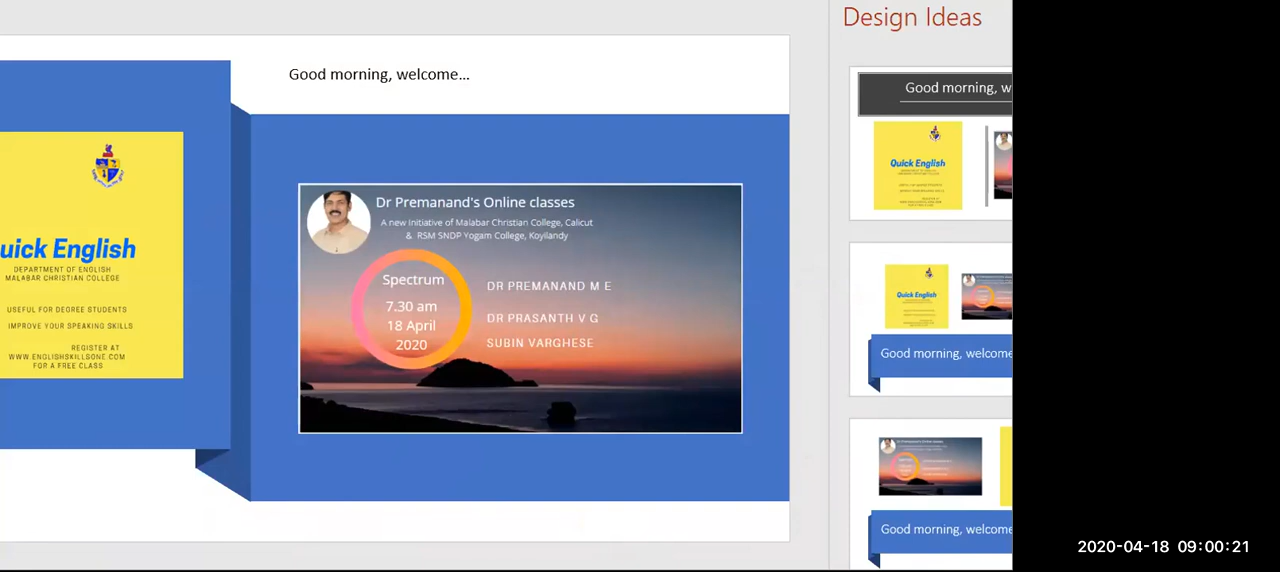 Design Ideas
Good morning, welcome...
uick English
DEPARTMENT OF ENGLISH
MALABAR CHRISTIAN COLLEGE
USEFUL FOR DEGREE STUDENTS
IMPROVE YOUR SPEAKING SKILLS
REGISTER AT
WWW.ENGLISHSKILLSONE.COM
FOR A FREE CLASS
Dr Premanand's Online classes
A new Initiative of Malabar Christian College, Calicut
& RSM SNDP Yogam College, Koyilandy
Spectrum
7.30 am
18 April
2020
DR PREMANAND M E
DR PRASANTH V G
SUBIN VARGHESE
Good morning, w
Quick English
Quick English
Good morning, welcome
Good morning, welcome
2020-04-18 09:00:21